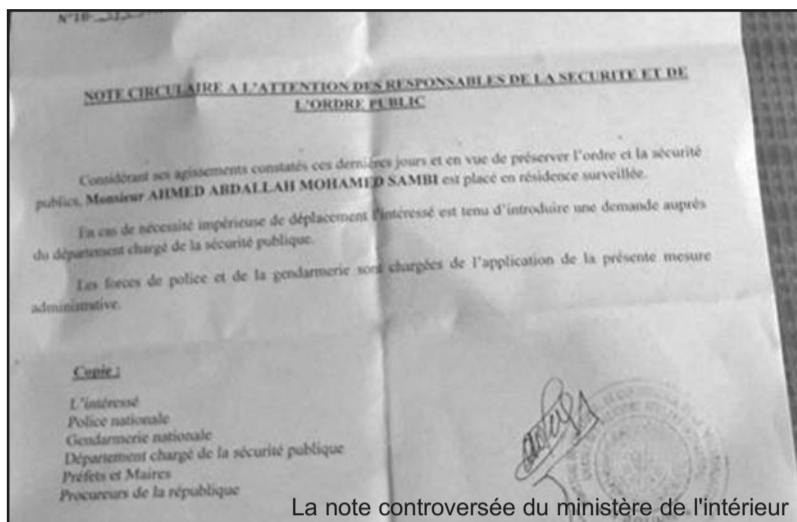 N°18-
NOTE CIRCULAIRE A L'ATTENTION DES RESPONSABLES DE LA SECURITE ET DE
L'ORDRE PUBLIC
Considérant ses agissements constatés ces dernières jours et en vue de préserver l'ordre et la sécurité
publics, Monsieur AHMED ABDALLAH MOHAMED SAMBI est placé en résidence surveillée.
En cas de nécessité impérieuse de déplacement l'intéressé est tenu d'introduire une demande auprès
du département chargé de la sécurité publique.
Les forces de police et de la gendarmerie sont chargées de l'application de la présente mesure
administrative.
Copie :
L'intéressé
Police nationale
Gendarmerie nationale
Département chargé de la sécurité publique
Préfets et Maires
Procureurs de la république
La note controversée du ministère de l'intérieur